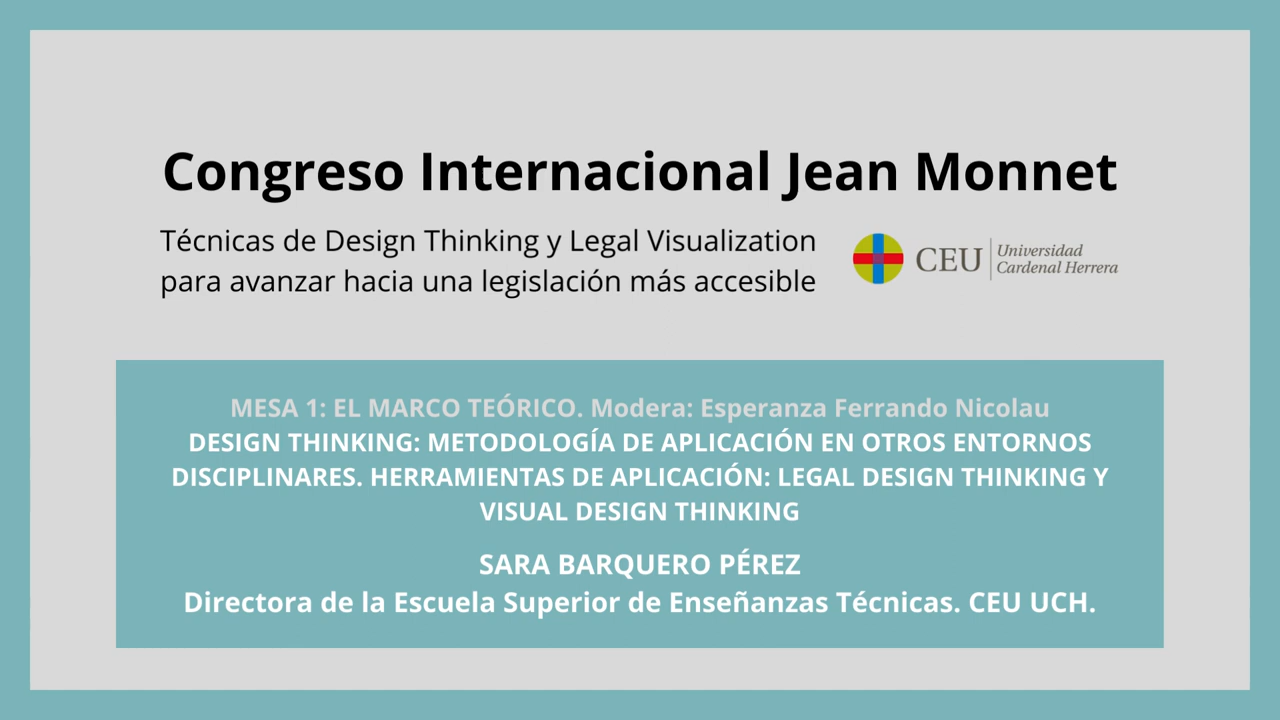 Congreso Internacional Jean Monnet
Técnicas de Design Thinking y Legal Visualization
para avanzar hacia una legislación más accesible
CEU Universidad
Cardenal Herrera
MESA 1: EL MARCO TEÓRICO. Modera: Esperanza Ferrando Nicolau
DESIGN THINKING: METODOLOGÍA DE APLICACIÓN EN OTROS ENTORNOS
DISCIPLINARES. HERRAMIENTAS DE APLICACIÓN: LEGAL DESIGN THINKING Y
VISUAL DESIGN THINKING
SARA BARQUERO PÉREZ
Directora de la Escuela Superior de Enseñanzas Técnicas. CEU UCH.